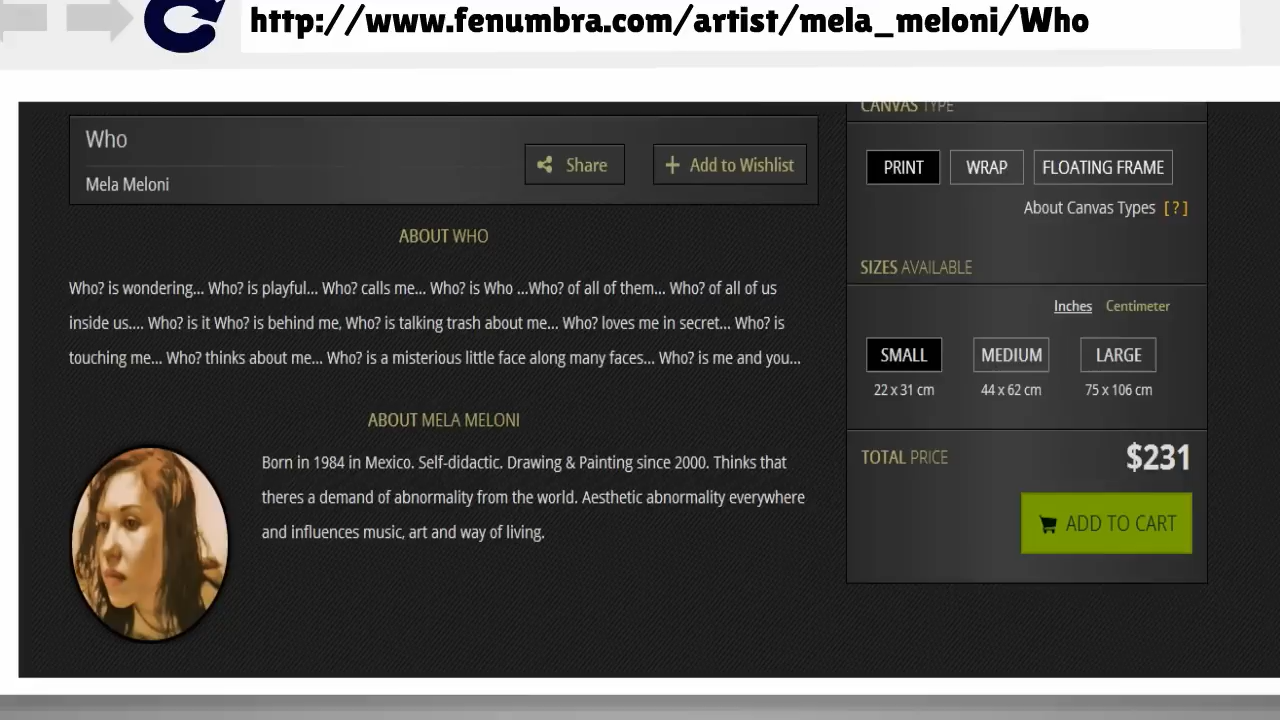 http://www.fenumbra.com/artist/mela_meloni/Who
CANVAS TYPE
Who
Mela Meloni
Share
Add to Wishlist
PRINT
WRAP
FLOATING FRAME
About Canvas Types [ ? ]
ABOUT WHO
Who? is wondering... Who? is playful... Who? calls me... Who? is Who ...Who? of all of them... Who? of all of us
inside us.... Who? is it Who? is behind me, Who? is talking trash about me... Who? loves me in secret... Who? is
touching me... Who? thinks about me... Who? is a misterious little face along many faces... Who? is me and you...
SIZES AVAILABLE
Inches Centimeter
SMALL MEDIUM LARGE
22 x 31 cm 44 x 62 cm 75 x 106 cm
ABOUT MELA MELONI
Born in 1984 in Mexico. Self-didactic. Drawing & Painting since 2000. Thinks that
theres a demand of abnormality from the world. Aesthetic abnormality everywhere
and influences music, art and way of living.
TOTAL PRICE $231
ADD TO CART